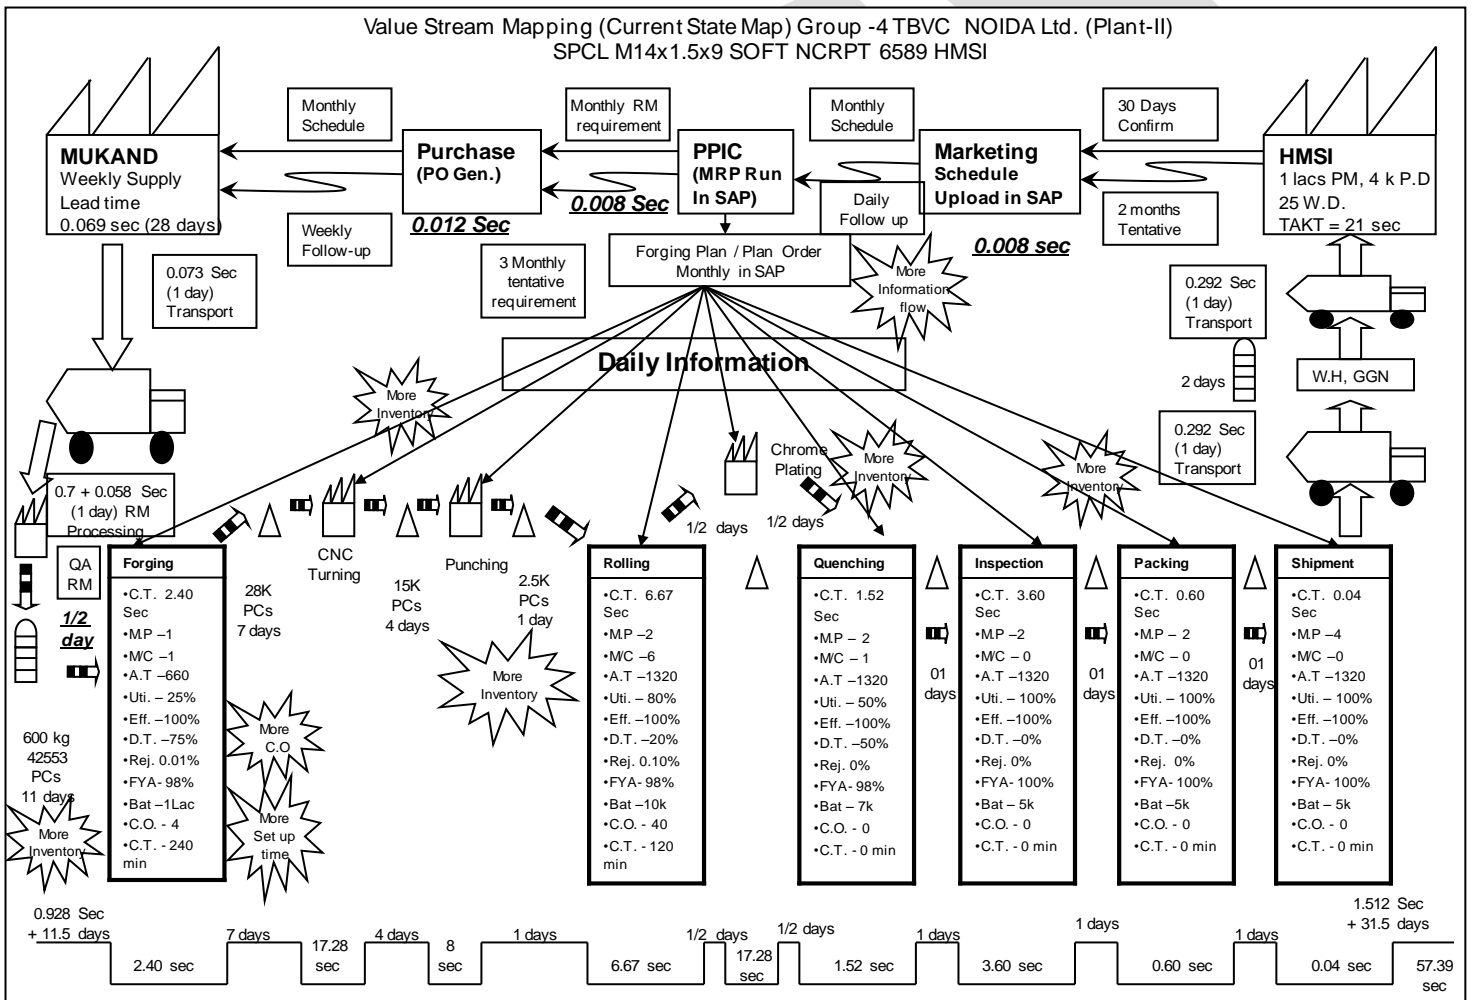 Value Stream Mapping (Current State Map) Group -4 TBVC NOIDA Ltd. (Plant-II)
SPCL M14x1.5x9 SOFT NCRPT 6589 HMSI
MUKAND
Weekly Supply
Lead time
0.069 sec (28 days)
Monthly
Schedule
Weekly
Follow-up
Purchase
(PO Gen.)
0.012 Sec
Monthly RM
requirement
0.008 Sec
3 Monthly
tentative
requirement
PPIC
(MRP Run
In SAP)
Monthly
Schedule
Daily
Follow up
Marketing
Schedule
Upload in SAP
0.008 sec
30 Days
Confirm
2 months
Tentative
HMSI
1 lacs PM, 4 k P.D
25 W.D.
TAKT = 21 sec
Forging Plan / Plan Order
Monthly in SAP
More
Information
flow
0.073 Sec
(1 day)
Transport
0.292 Sec
(1 day)
Transport
2 days
W.H, GGN
0.292 Sec
(1 day)
Transport
Daily Information
More
Inventory
Chrome
Plating
More
Inventory
More
Inventory
0.7 + 0.058 Sec
(1 day) RM
Processing
QA
RM
1/2
day
600 kg
42553
PCs
11 days
More
Inventory
Forging
•C.T. 2.40
Sec
•M.P –1
•M/C –1
•A.T –660
•Uti. – 25%
•Eff. –100%
•D.T. –75%
•Rej. 0.01%
•FYA- 98%
•Bat –1Lac
•C.O. - 4
•C.T. - 240
min
28K
PCs
7 days
More
C.O
More
Set up
time
CNC
Turning
15K
PCs
4 days
Punching
2.5K
PCs
1 day
More
Inventory
Rolling
•C.T. 6.67
Sec
•M.P –2
•M/C –6
•A.T –1320
•Uti. – 80%
•Eff. –100%
•D.T. –20%
•Rej. 0.10%
•FYA- 98%
•Bat –10k
•C.O. - 40
•C.T. - 120
min
1/2 days
1/2 days
Quenching
•C.T. 1.52
Sec
•M.P – 2
•M/C – 1
•A.T –1320
•Uti. – 50%
•Eff. –100%
•D.T. –50%
•Rej. 0%
•FYA- 98%
•Bat – 7k
•C.O. - 0
•C.T. - 0 min
01
days
Inspection
•C.T. 3.60
Sec
•M.P –2
•M/C – 0
•A.T –1320
•Uti. – 100%
•Eff. –100%
•D.T. –0%
•Rej. 0%
•FYA- 100%
•Bat – 5k
•C.O. - 0
•C.T. - 0 min
01
days
Packing
•C.T. 0.60
Sec
•M.P – 2
•M/C – 0
•A.T –1320
•Uti. – 100%
•Eff. –100%
•D.T. –0%
•Rej. 0%
•FYA- 100%
•Bat –5k
•C.O. - 0
•C.T. - 0 min
01
days
Shipment
•C.T. 0.04
Sec
•M.P –4
•M/C –0
•A.T –1320
•Uti. – 100%
•Eff. –100%
•D.T. –0%
•Rej. 0%
•FYA- 100%
•Bat – 5k
•C.O. - 0
•C.T. - 0 min
0.928 Sec
+ 11.5 days
2.40 sec
7 days
17.28
sec
4 days
8
sec
1 days
6.67 sec
1/2 days
17.28
sec
1/2 days
1.52 sec
1 days
3.60 sec
1 days
0.60 sec
1 days
0.04 sec
1.512 Sec
+ 31.5 days
57.39
sec